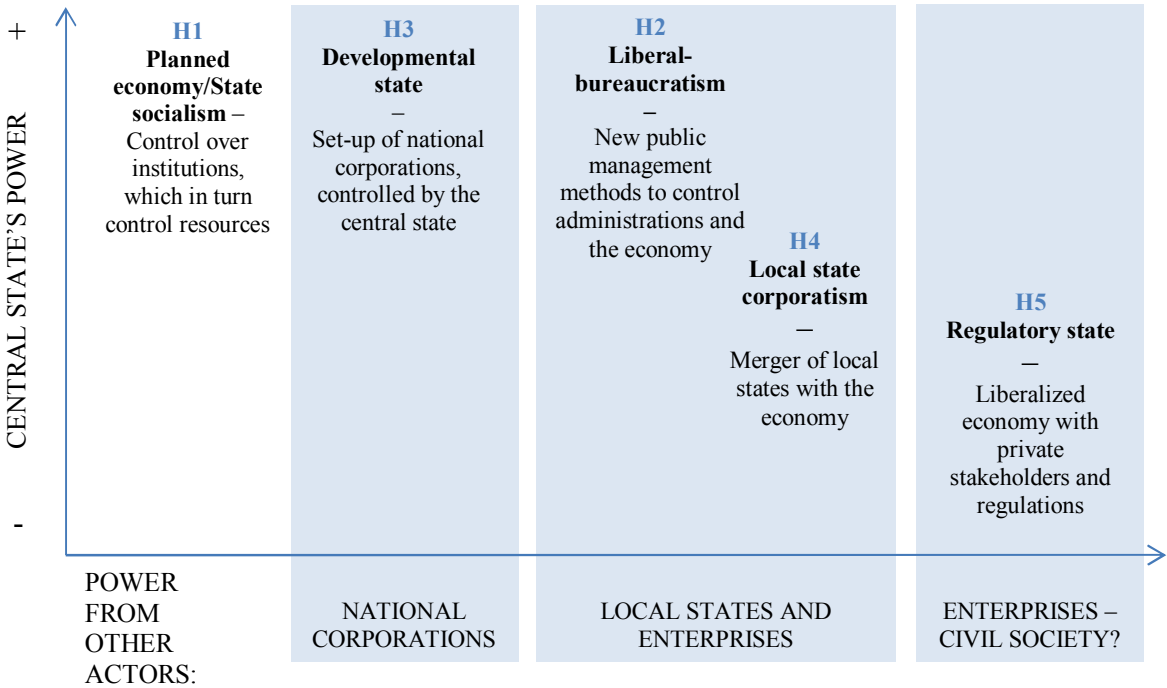 +
CENTRAL STATE'S POWER
-
H1
Planned
economy/State
socialism –
Control over
institutions,
which in turn
control resources
H3
Developmental
state
–
Set-up of national
corporations,
controlled by the
central state
H2
Liberal-
bureaucratism
–
New public
management
methods to control
administrations and
the economy
H4
Local state
corporatism
–
Merger of local
states with the
economy
H5
Regulatory state
–
Liberalized
economy with
private
stakeholders and
regulations
POWER
FROM
OTHER
ACTORS:
NATIONAL
CORPORATIONS
LOCAL STATES AND
ENTERPRISES
ENTERPRISES –
CIVIL SOCIETY?